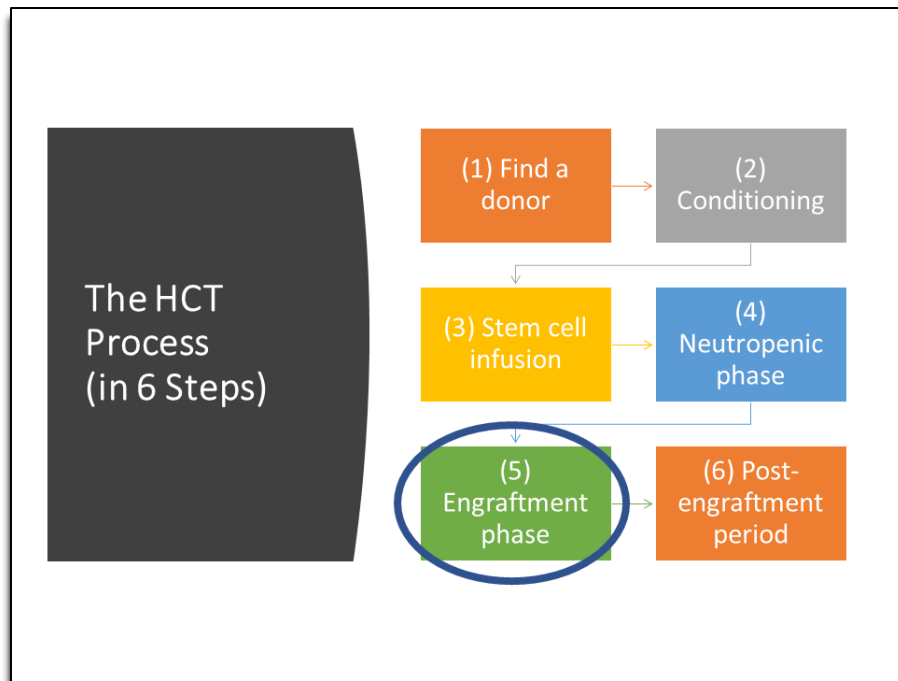 The HCT
Process
(in 6 Steps)
(1) Find a
donor
(2)
Conditioning
(3) Stem cell
infusion
(4)
Neutropenic
phase
(5)
Engraftment
phase
(6) Post-
engraftment
period